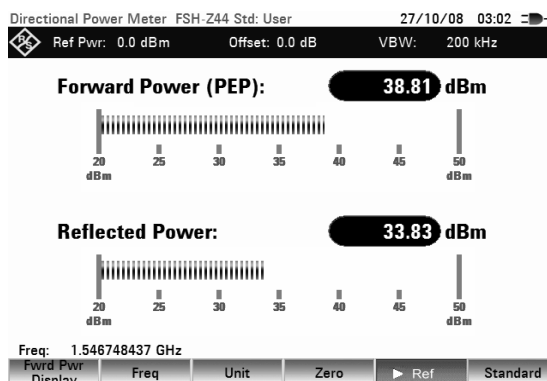 Directional Power Meter FSH-Z44 Std: User 27/10/08 03:02
R&S Ref Pwr: 0.0 dBm Offset: 0.0 dB VBW: 200 kHz
Forward Power (PEP): 38.81 dBm
20 25 30 35 40 45 50
dBm dBm
Reflected Power: 33.83 dBm
20 25 30 35 40 45 50
dBm dBm
Freq: 1.546748437 GHz
Fwrd Pwr Display Freq Unit Zero ► Ref Standard